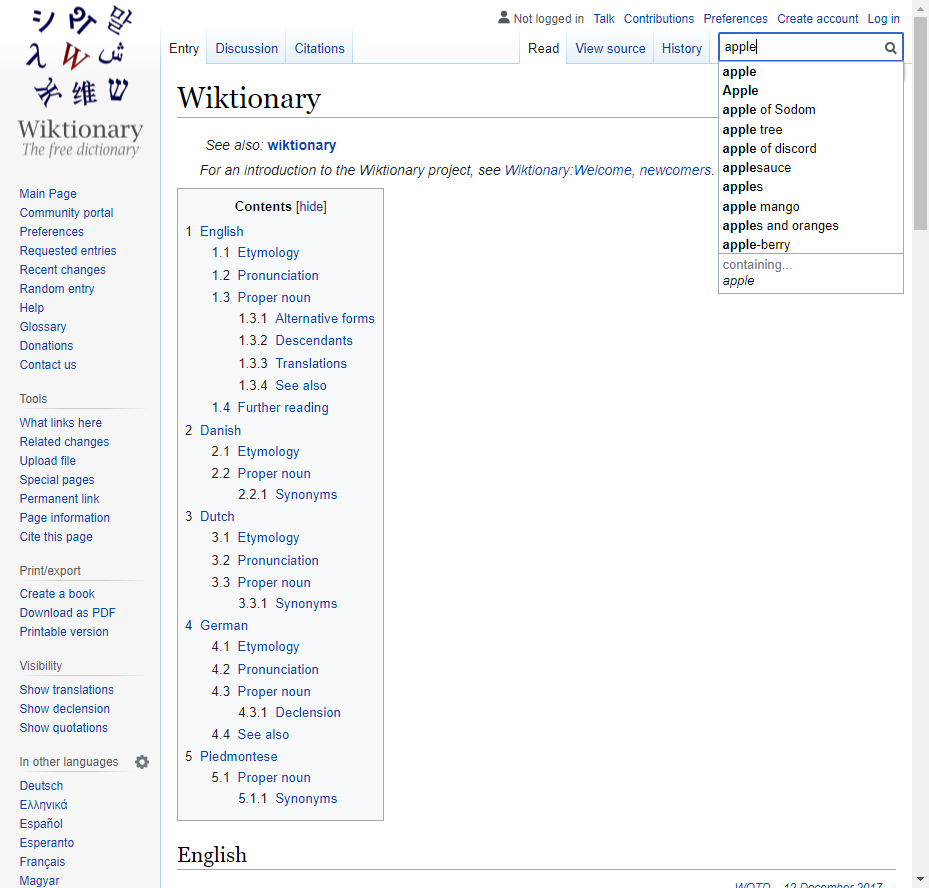 シ
ウィ
말
λ
W
ش
や
维
ש
Wiktionary
The free dictionary
Not logged in Talk Contributions Preferences Create account Log in
Entry Discussion Citations Read View source History apple
apple
Apple
apple of Sodom
apple tree
apple of discord
applesauce
apples
apple mango
apples and oranges
apple-berry
containing...
apple
Wiktionary
See also: wiktionary
For an introduction to the Wiktionary project, see Wiktionary:Welcome, newcomers.
Contents [hide]
1 English
1.1 Etymology
1.2 Pronunciation
1.3 Proper noun
1.3.1 Alternative forms
1.3.2 Descendants
1.3.3 Translations
1.3.4 See also
1.4 Further reading
2 Danish
2.1 Etymology
2.2 Proper noun
2.2.1 Synonyms
3 Dutch
3.1 Etymology
3.2 Pronunciation
3.3 Proper noun
3.3.1 Synonyms
4 German
4.1 Etymology
4.2 Pronunciation
4.3 Proper noun
4.3.1 Declension
4.4 See also
5 Piedmontese
5.1 Proper noun
5.1.1 Synonyms
English
WOTD – 12 December 2017
Main Page
Community portal
Preferences
Requested entries
Recent changes
Random entry
Help
Glossary
Donations
Contact us
Tools
What links here
Related changes
Upload file
Special pages
Permanent link
Page information
Cite this page
Print/export
Create a book
Download as PDF
Printable version
Visibility
Show translations
Show declension
Show quotations
In other languages
Deutsch
Ελληνικά
Español
Esperanto
Français
Magyar